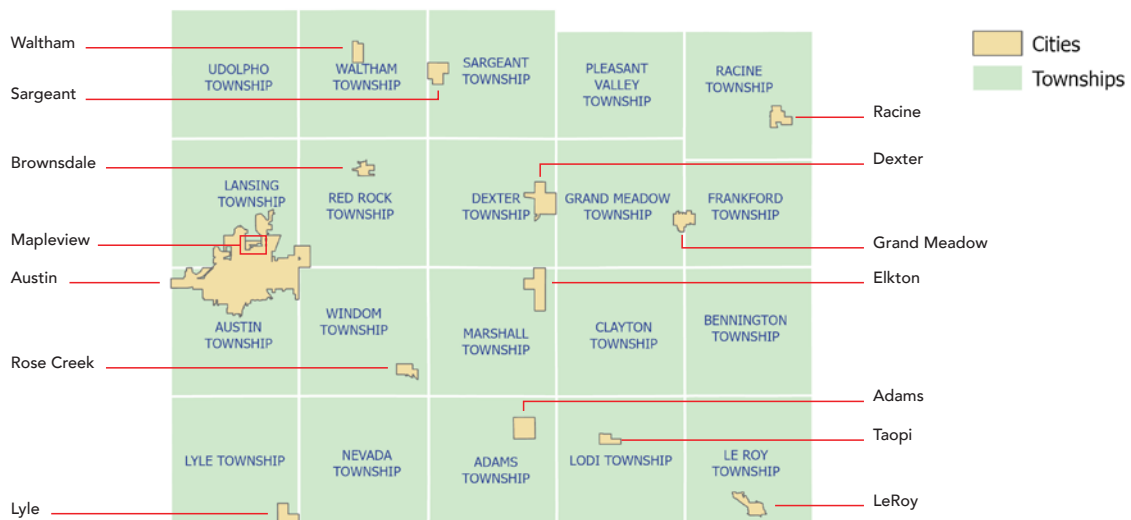 Waltham
Sargeant
Brownsdale
Mapleview
Austin
Rose Creek
Lyle
UDOLPHO
TOWNSHIP
WALTHAM
TOWNSHIP
SARGEANT
TOWNSHIP
PLEASANT
VALLEY
TOWNSHIP
RACINE
TOWNSHIP
LANSING
TOWNSHIP
RED ROCK
TOWNSHIP
DEXTER
TOWNSHIP
GRAND MEADOW
TOWNSHIP
FRANKFORD
TOWNSHIP
AUSTIN
TOWNSHIP
WINDOM
TOWNSHIP
MARSHALL
TOWNSHIP
CLAYTON
TOWNSHIP
BENNINGTON
TOWNSHIP
LYLE TOWNSHIP
NEVADA
TOWNSHIP
ADAMS
TOWNSHIP
LODI TOWNSHIP
LE ROY
TOWNSHIP
Cities
Townships
Racine
Dexter
Grand Meadow
Elkton
Adams
Taopi
LeRoy